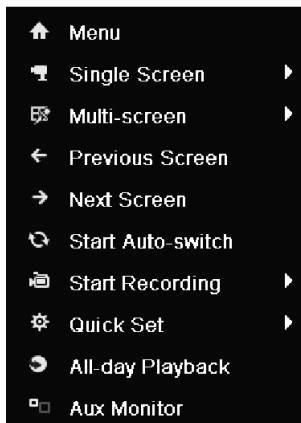 Menu
Single Screen
Multi-screen
Previous Screen
Next Screen
Start Auto-switch
Start Recording
Quick Set
All-day Playback
Aux Monitor